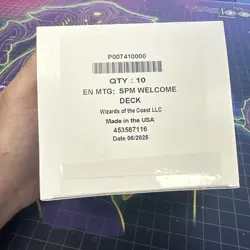 P007410000
QTY : 10
EN MTG: SPM WELCOME
DECK
Wizards of the Coast LLC
Made in the USA
453587116
Date 06/2025